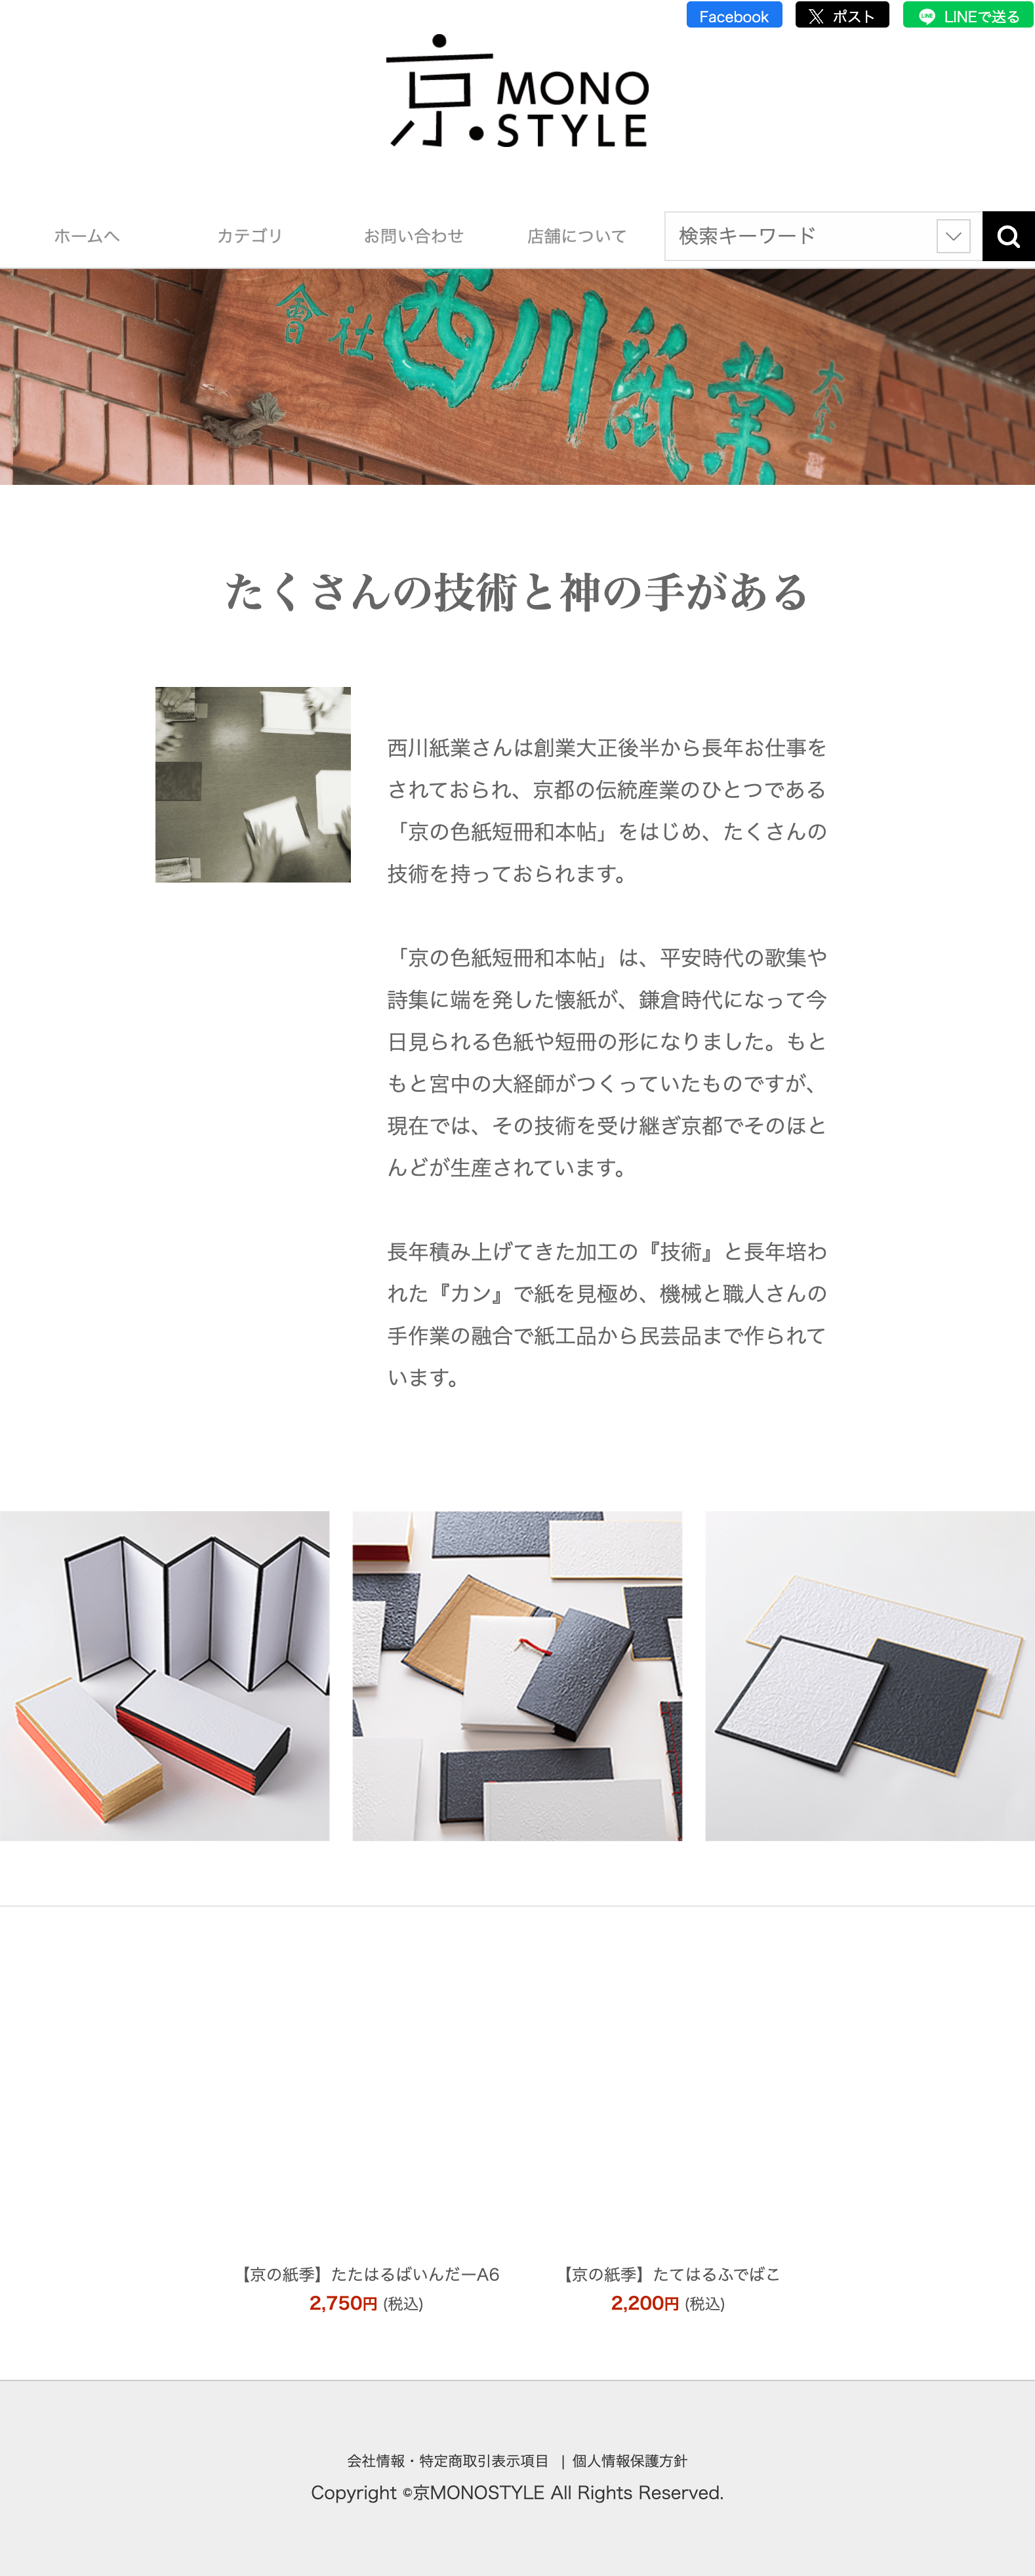 Facebook
ポスト
LINEで送る
京 MONO
STYLE
ホームへ
カテゴリ
お問い合わせ
店舗について
検索キーワード
會社西川紙業
たくさんの技術と神の手がある
西川紙業さんは創業大正後半から長年お仕事を
されておられ、京都の伝統産業のひとつである
「京の色紙短冊和本帖」をはじめ、たくさんの
技術を持っておられます。
「京の色紙短冊和本帖」は、平安時代の歌集や
詩集に端を発した懐紙が、鎌倉時代になって今
日見られる色紙や短冊の形になりました。もと
もと宮中の大経師がつくっていたものですが、
現在では、その技術を受け継ぎ京都でそのほと
んどが生産されています。
長年積み上げてきた加工の『技術』と長年培わ
れた『カン』で紙を見極め、機械と職人さんの
手作業の融合で紙工品から民芸品まで作られて
います。
【京の紙季】たたはるばいんだーA6
2,750円 (税込)
【京の紙季】たてはるふでばこ
2,200円 (税込)
会社情報・特定商取引表示項目 | 個人情報保護方針
Copyright ©京MONOSTYLE All Rights Reserved.